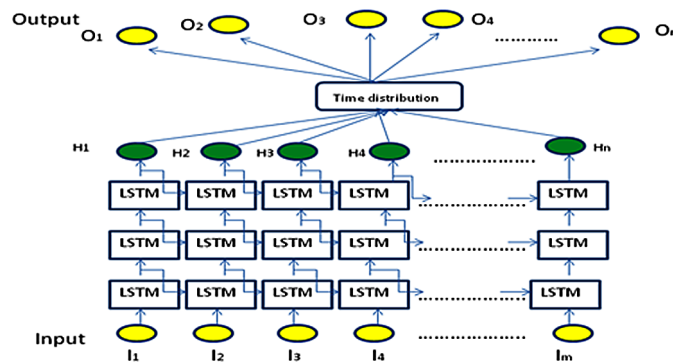 Output
O1 O2 O3 O4 ............ O
Time distribution
H1 H2 H3 H4 ................ Hn
LSTM LSTM LSTM LSTM ................ LSTM
LSTM LSTM LSTM LSTM ................ LSTM
LSTM LSTM LSTM LSTM ................ LSTM
Input
I1 I2 I3 I4 ................ Im